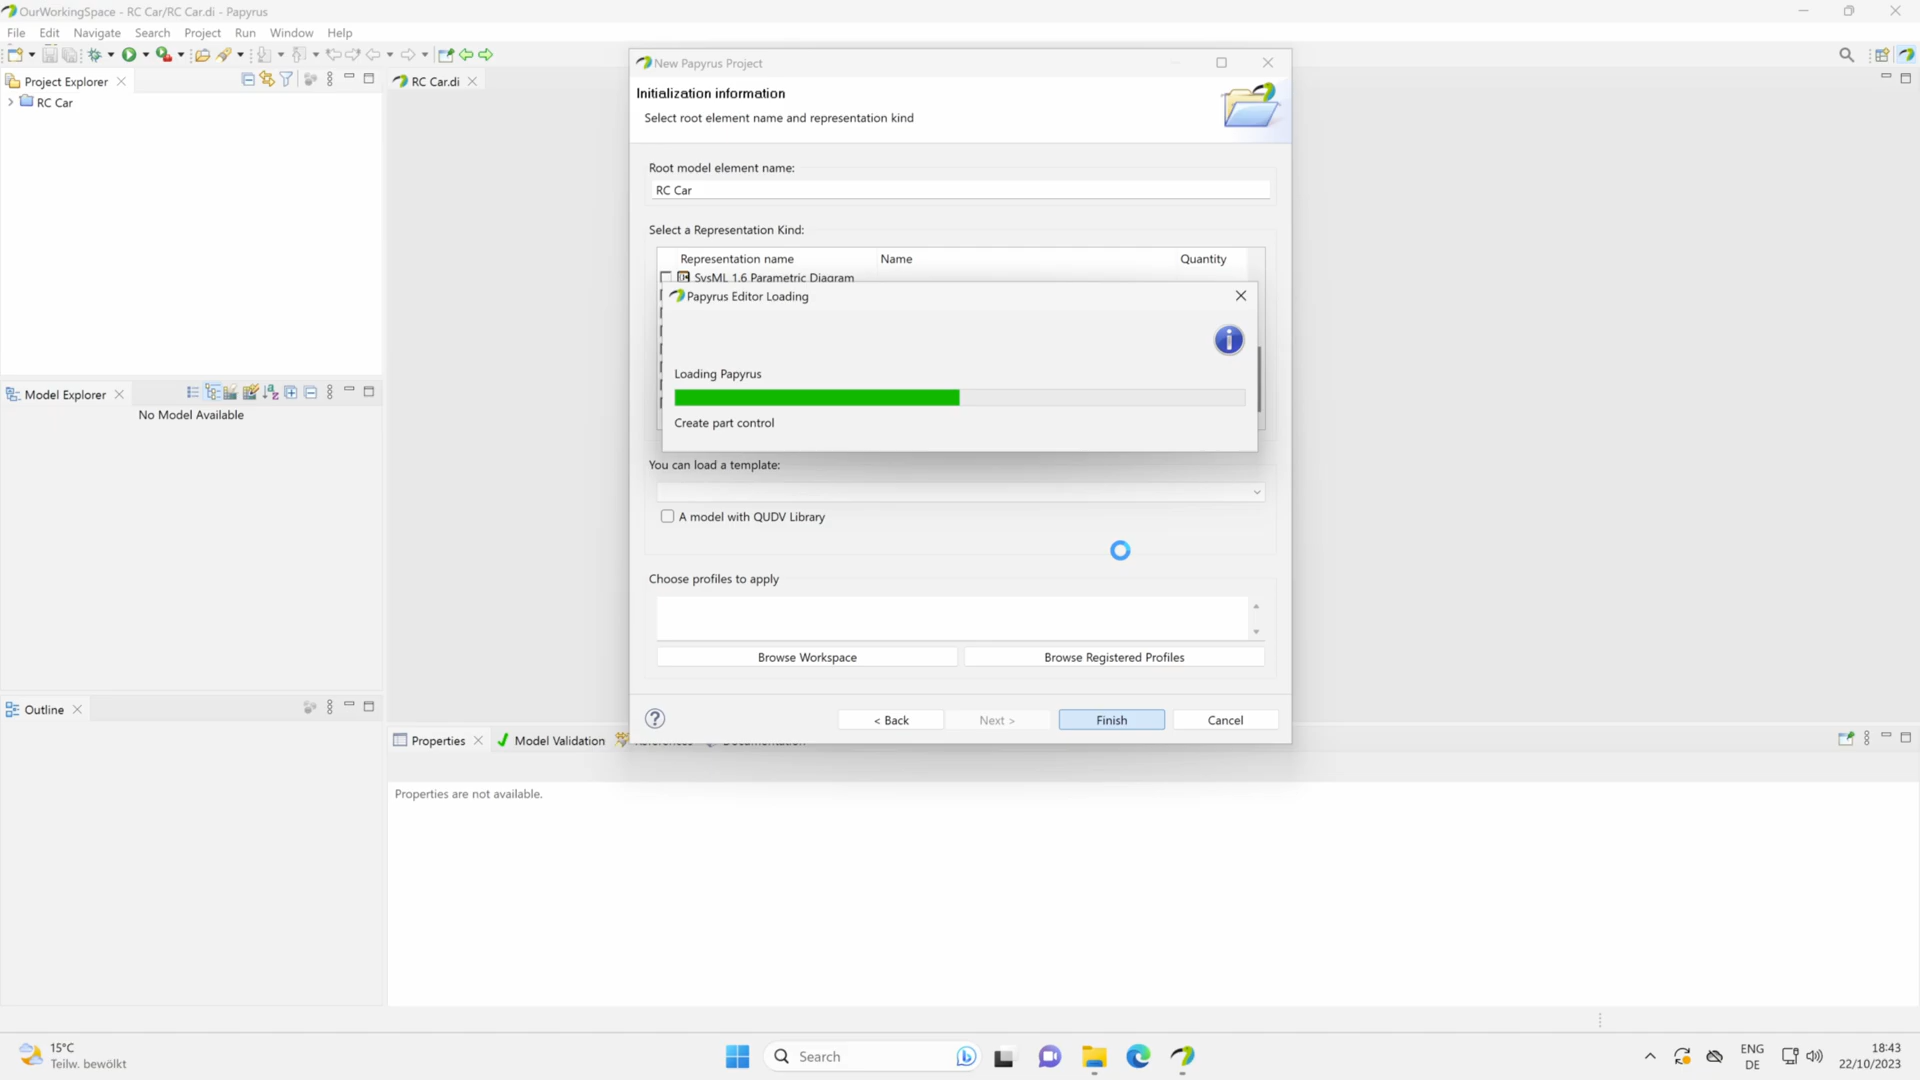 OurWorkingSpace - RC Car/RC Car.di - Papyrus
File Edit Navigate Search Project Run Window Help
Project Explorer
RC Car
RC Car.di
New Papyrus Project
Initialization information
Select root element name and representation kind
Root model element name:
RC Car
Select a Representation Kind:
Representation name Name Quantity
SysML 1.6 Parametric Diagram
Papyrus Editor Loading
Loading Papyrus
Create part control
You can load a template:
A model with QUDV Library
Choose profiles to apply
Browse Workspace Browse Registered Profiles
< Back Next > Finish Cancel
Model Explorer
No Model Available
Outline
Properties Model Validation References Documentation
Properties are not available.
15°C
Teilw. bewölkt
Search
ENG
DE
18:43
22/10/2023